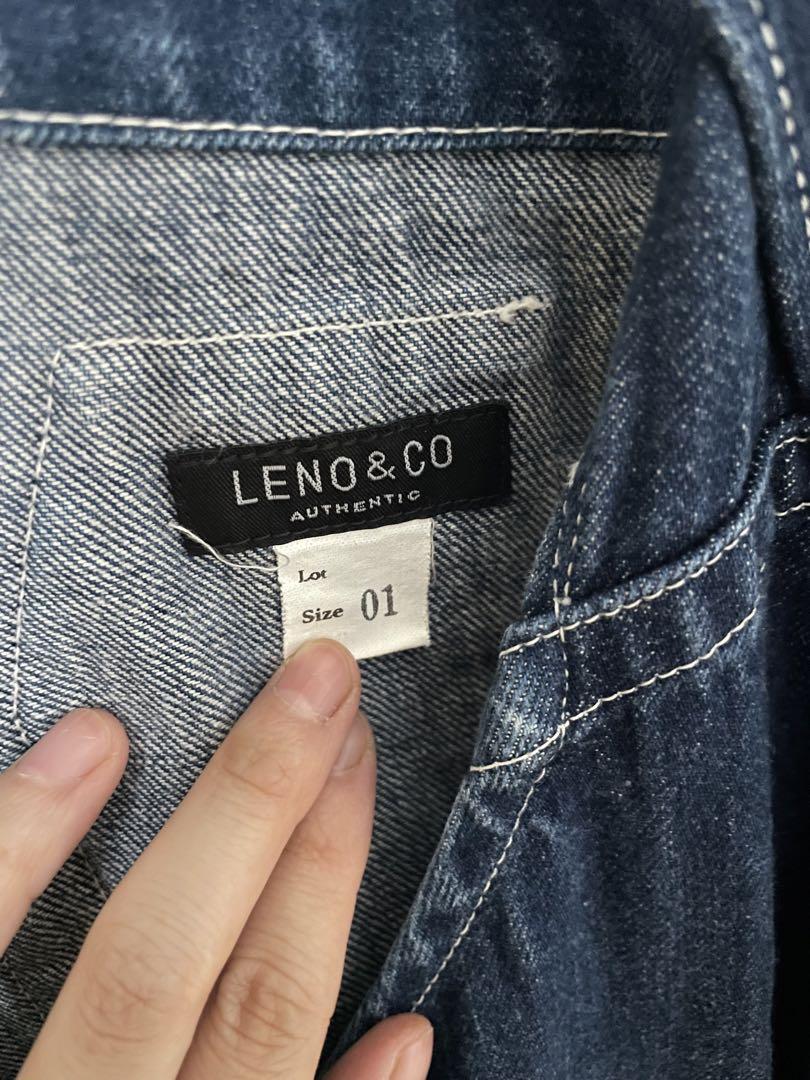 LENO & CO
AUTHENTIC
Lot
Size 01